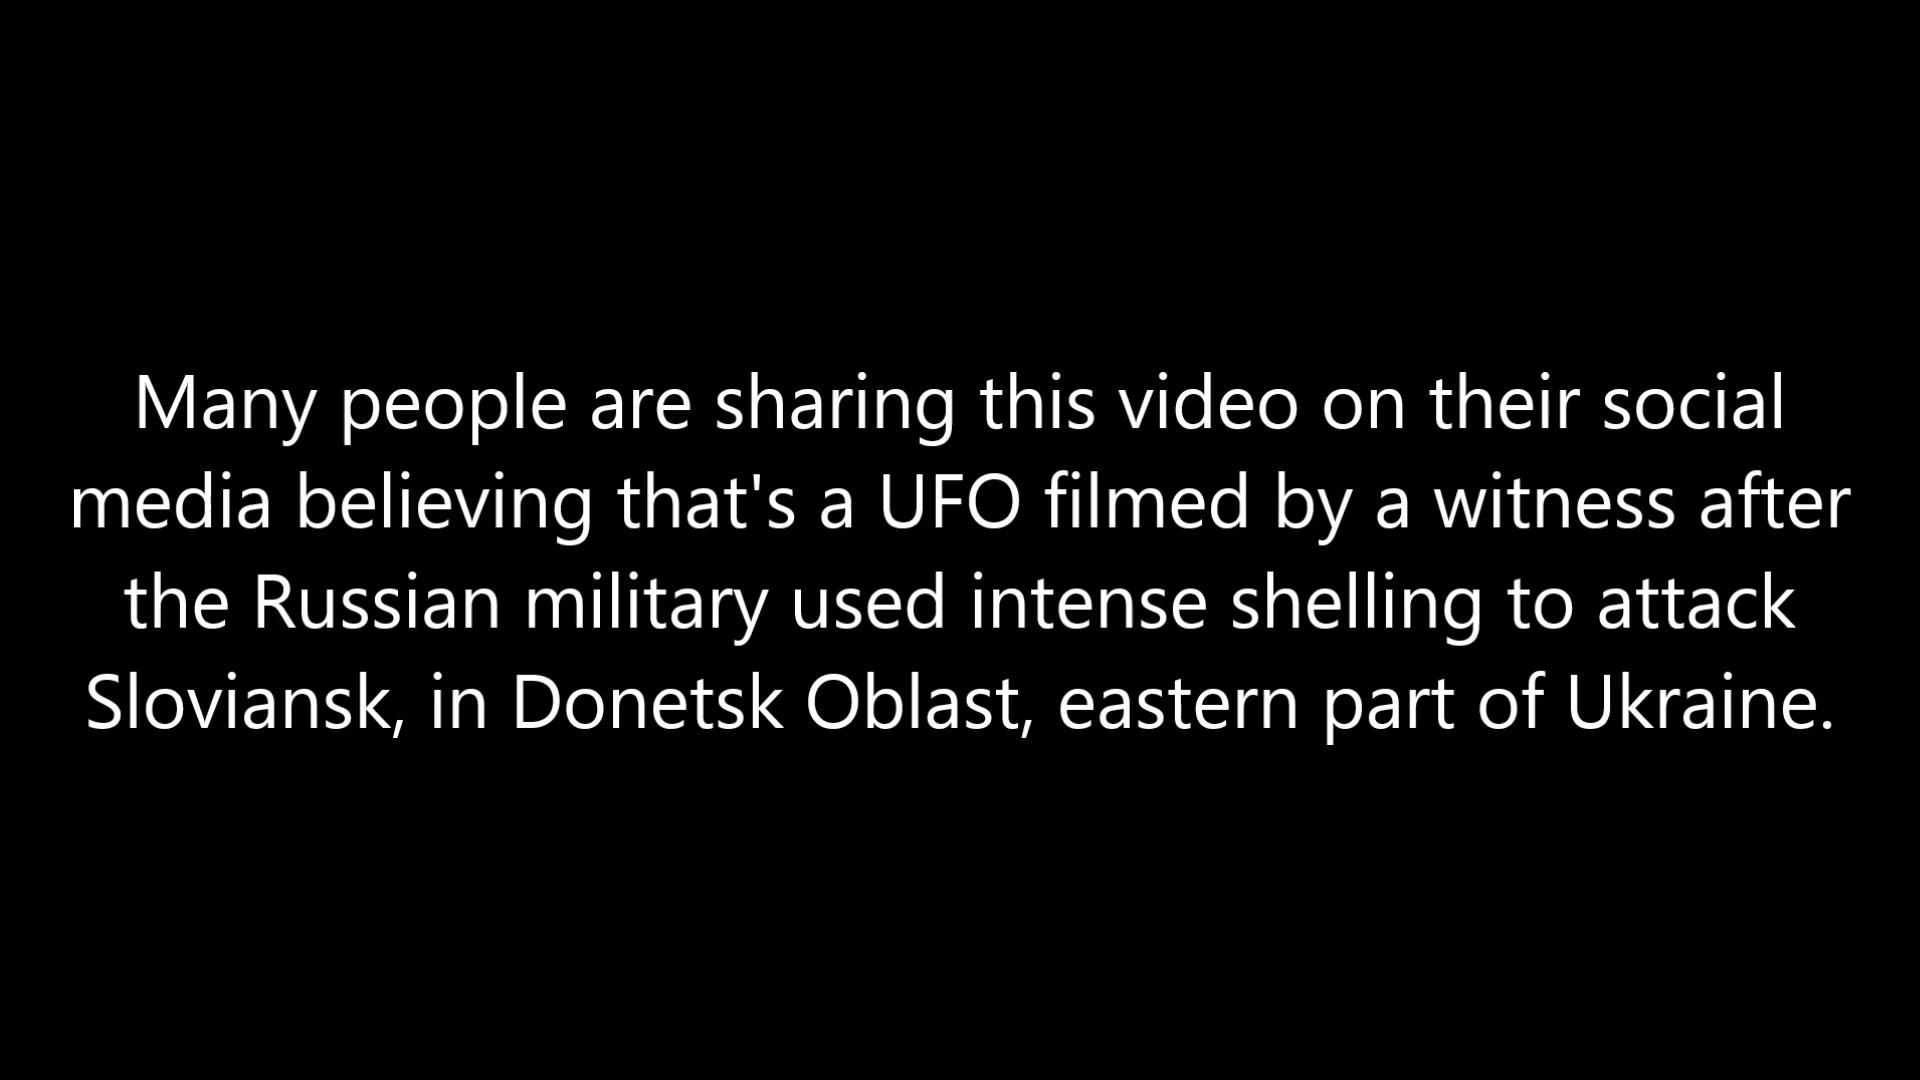 Many people are sharing this video on their social
media believing that's a UFO filmed by a witness after
the Russian military used intense shelling to attack
Sloviansk, in Donetsk Oblast, eastern part of Ukraine.